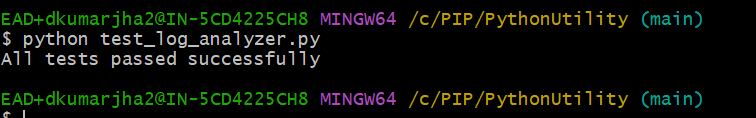 EAD+dkumarjha2@IN-5CD4225CH8 MINGW64 /c/PIP/PythonUtility (main)
$ python test_log_analyzer.py
All tests passed successfully
EAD+dkumarjha2@IN-5CD4225CH8 MINGW64 /c/PIP/PythonUtility (main)
$